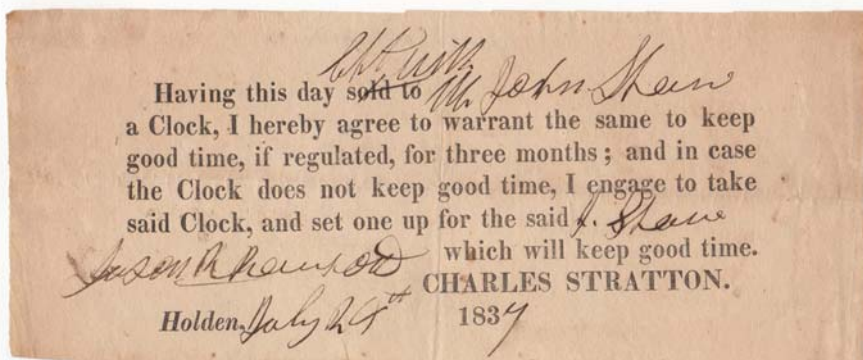 left with
Having this day sold to Mr John Shaw
a Clock, I hereby agree to warrant the same to keep
good time, if regulated, for three months; and in case
the Clock does not keep good time, I engage to take
said Clock, and set one up for the said J. Shaw
which will keep good time.
CHARLES STRATTON.
Holden, July 24th 1837